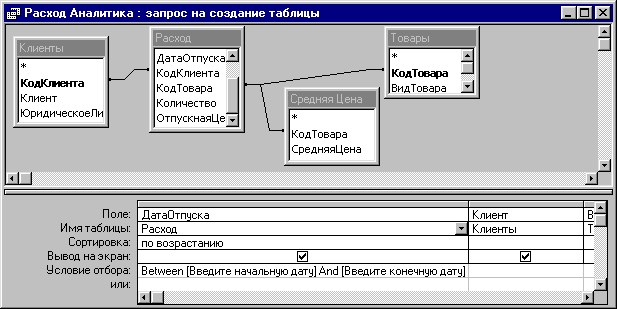 Расход Аналитика : запрос на создание таблицы
Клиенты
*
КодКлиента
Клиент
ЮридическоеЛи
Расход
ДатаОтпуска
КодКлиента
КодТовара
Количество
ОтпускнаяЦе
Средняя Цена
*
КодТовара
СредняяЦена
Товары
*
КодТовара
ВидТовара
Поле: ДатаОтпуска Клиент В
Имя таблицы: Расход Клиенты Т
Сортировка: по возрастанию
Вывод на экран:
Условие отбора: Between [Введите начальную дату] And [Введите конечную дату]
или: